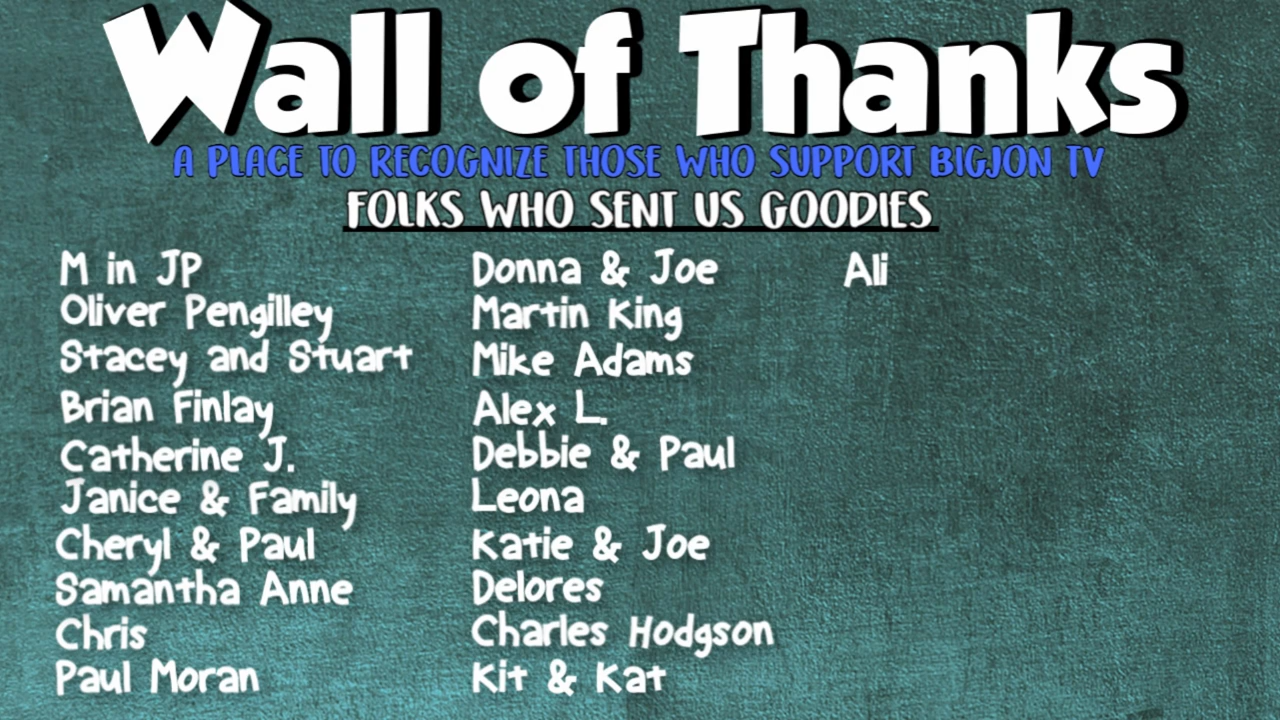 Wall of Thanks
A PLACE TO RECOGNIZE THOSE WHO SUPPORT BIGJON TV
FOLKS WHO SENT US GOODIES
M in JP
Oliver Pengilley
Stacey and Stuart
Brian Finlay
Catherine J.
Janice & Family
Cheryl & Paul
Samantha Anne
Chris
Paul Moran
Donna & Joe
Martin King
Mike Adams
Alex L.
Debbie & Paul
Leona
Katie & Joe
Delores
Charles Hodgson
Kit & Kat
Ali